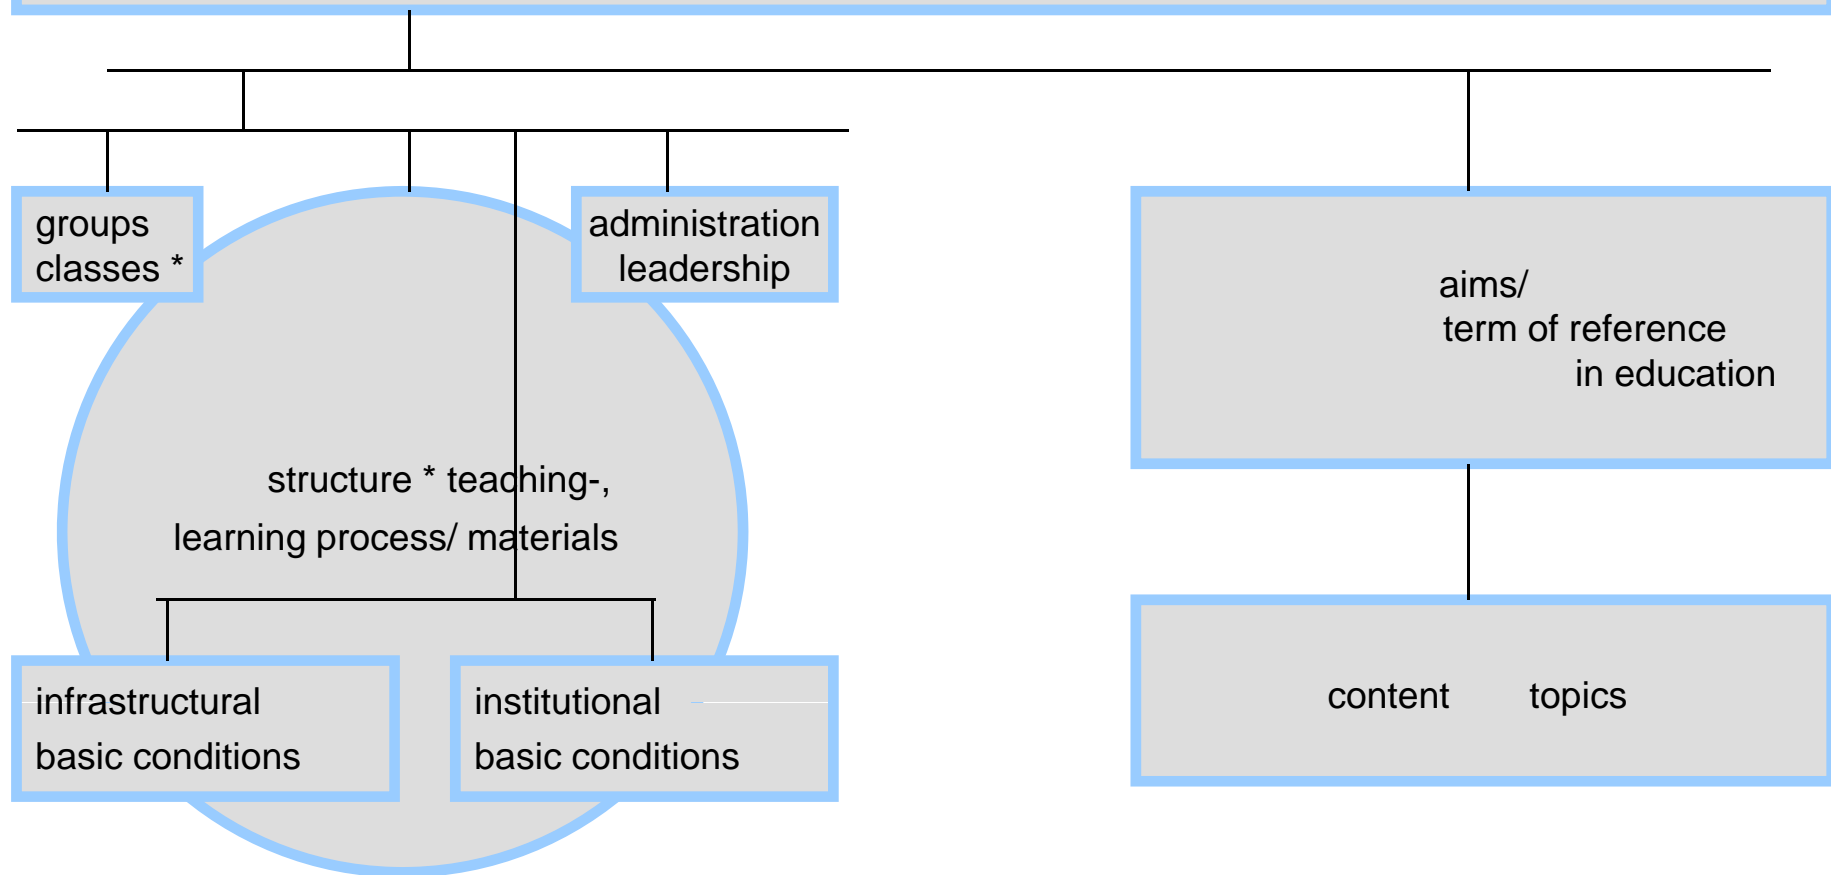 groups
classes *
administration
leadership
structure * teaching-,
learning process/ materials
infrastructural
basic conditions
institutional
basic conditions
aims/
term of reference
in education
content topics